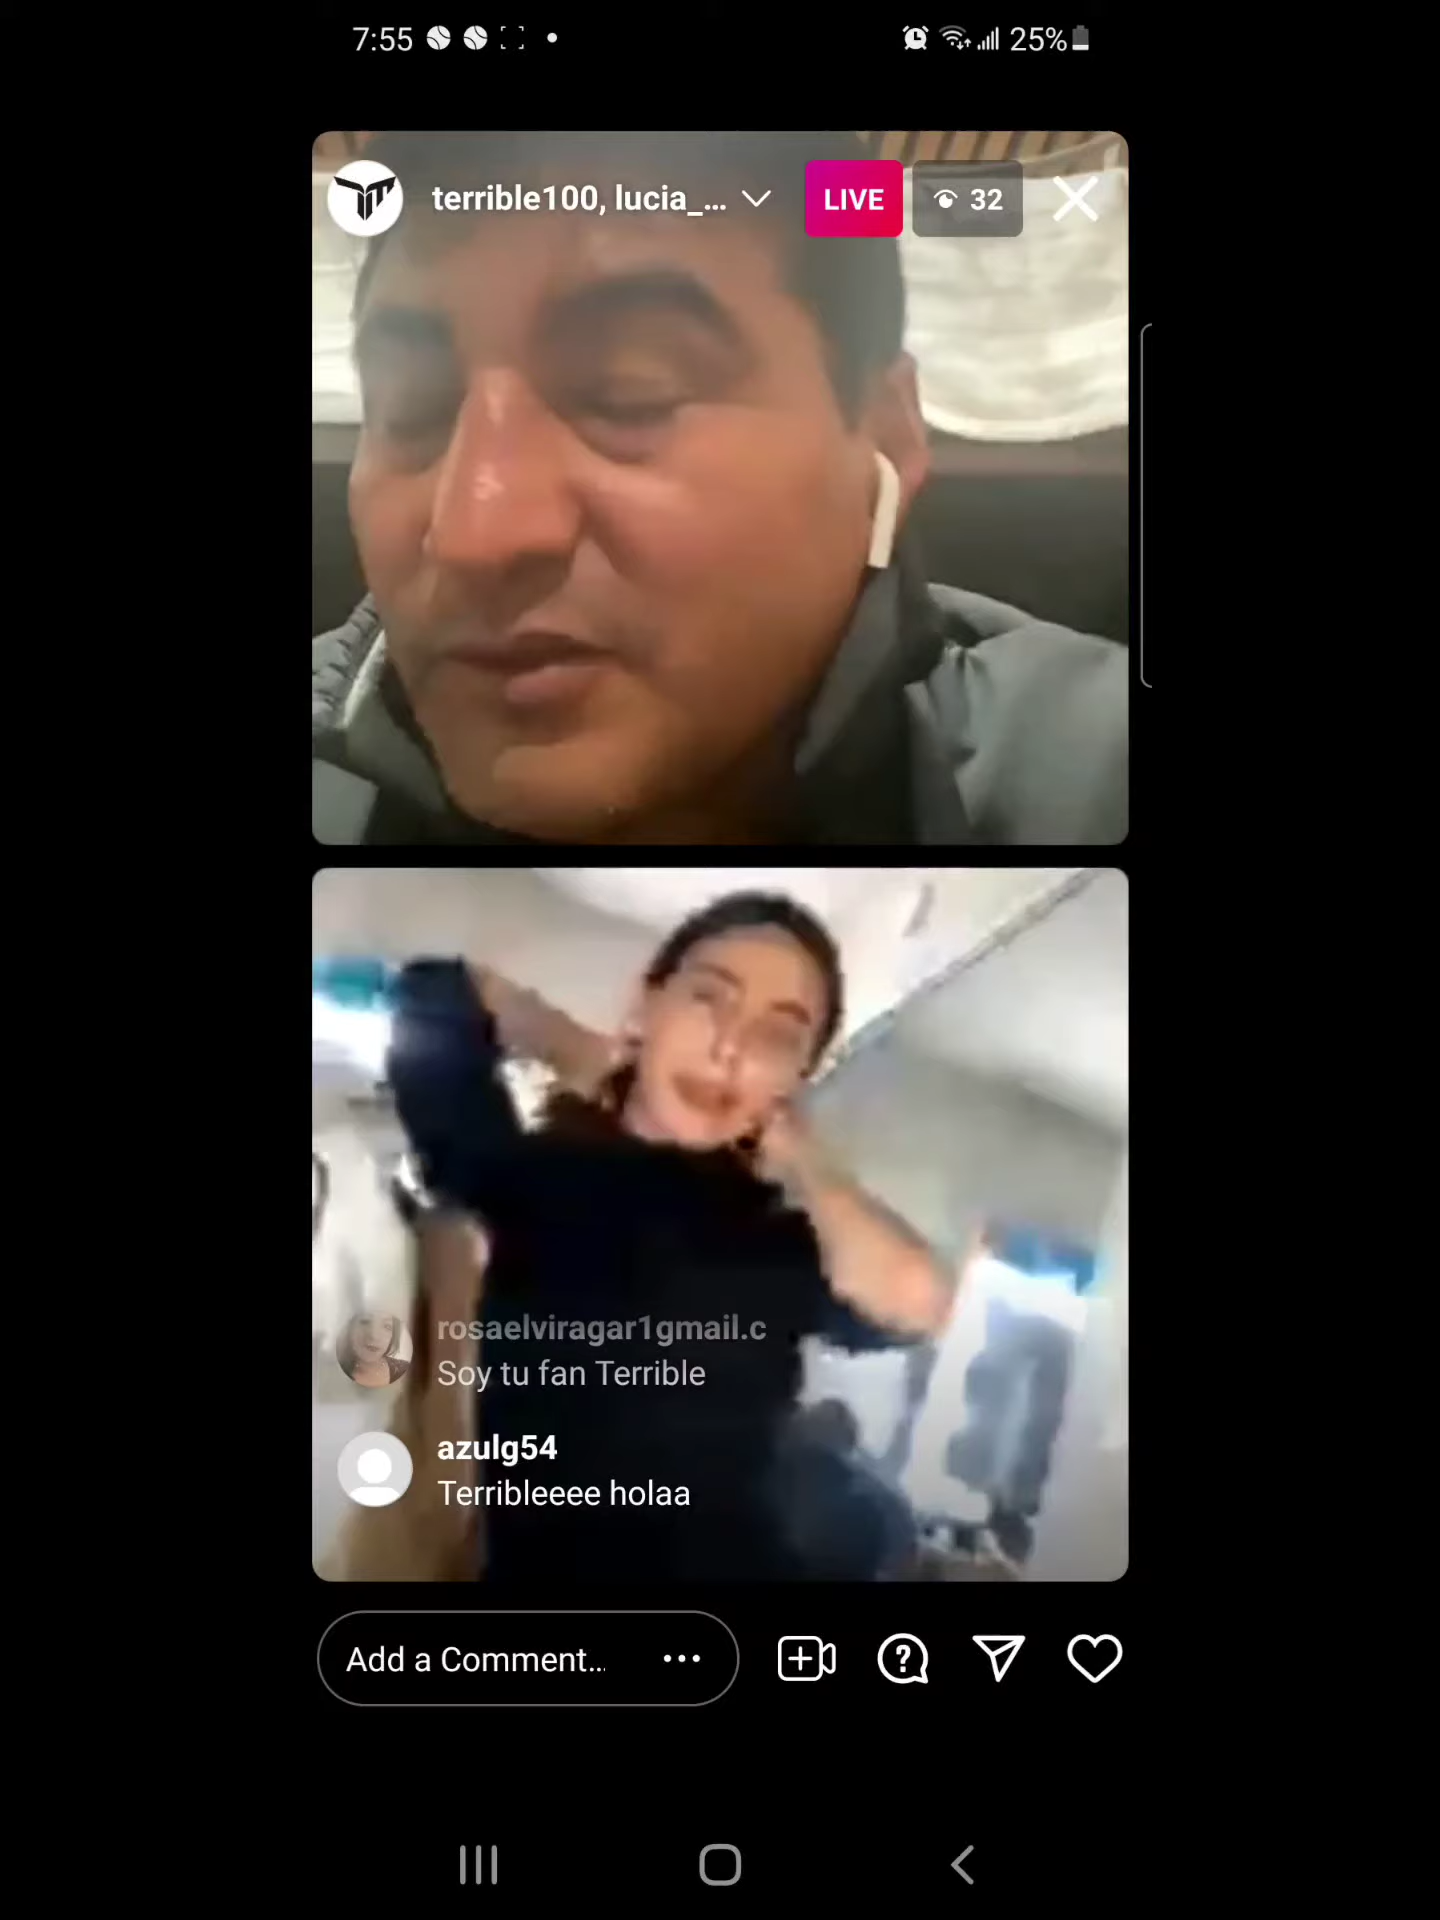 7:55 25%
terrible100, lucia_... LIVE 32
rosaelviragar1gmail.c
Soy tu fan Terrible
azulg54
Terribleeee holaa
Add a Comment...